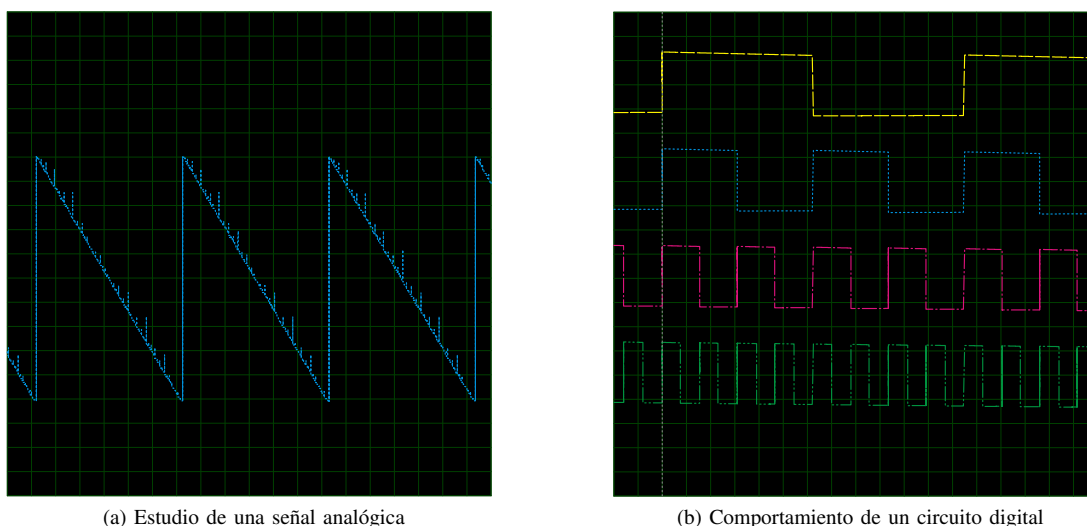 (a) Estudio de una señal analógica
(b) Comportamiento de un circuito digital